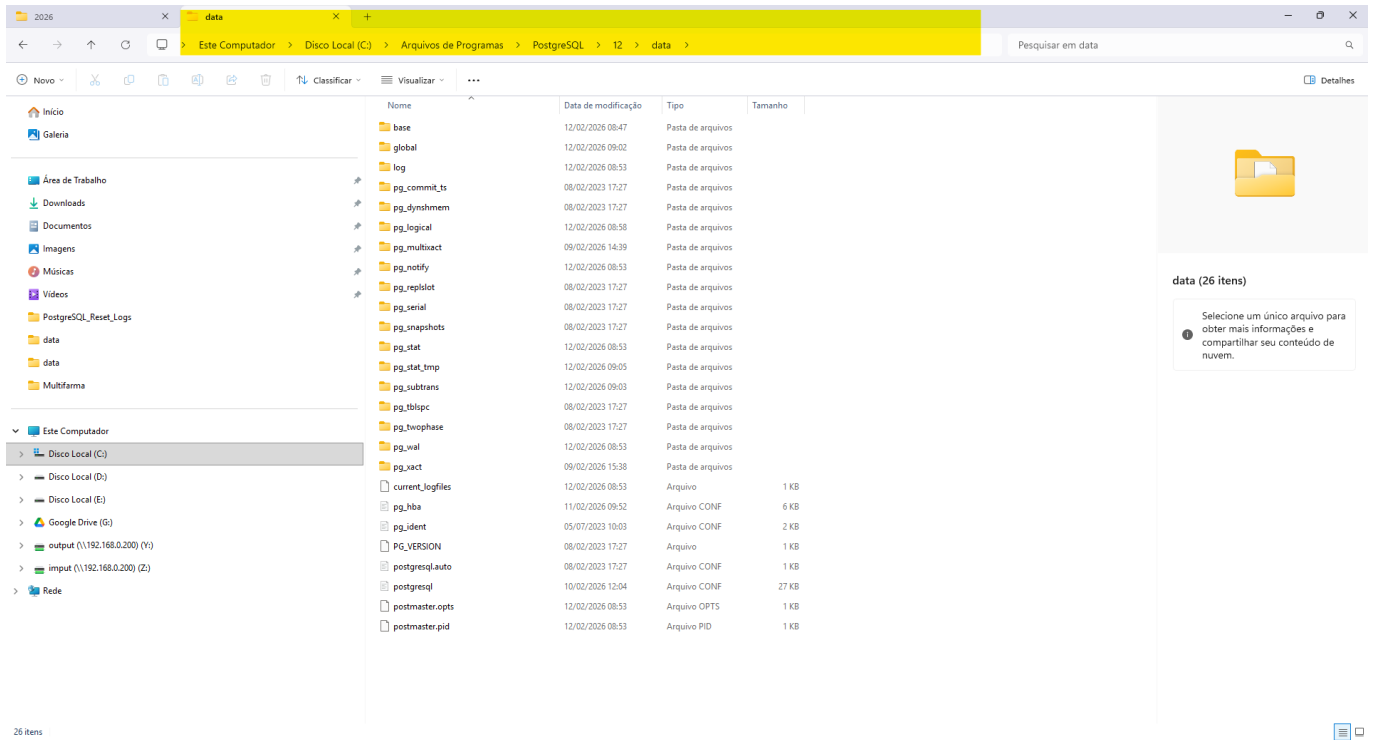 2026
data
Este Computador > Disco Local (C:) > Arquivos de Programas > PostgreSQL > 12 > data >
Pesquisar em data
Novo
Classificar
Visualizar
Detalhes
Início
Galeria
Área de Trabalho
Downloads
Documentos
Imagens
Músicas
Vídeos
PostgreSQL_Reset_Logs
data
data
Multifarma
Este Computador
Disco Local (C:)
Disco Local (D:)
Disco Local (E:)
Google Drive (G:)
output (\\192.168.0.200) (Y:)
imput (\\192.168.0.200) (Z:)
Rede
Nome Data de modificação Tipo Tamanho
base 12/02/2026 08:47 Pasta de arquivos
global 12/02/2026 09:02 Pasta de arquivos
log 12/02/2026 08:53 Pasta de arquivos
pg_commit_ts 08/02/2023 17:27 Pasta de arquivos
pg_dynshmem 08/02/2023 17:27 Pasta de arquivos
pg_logical 12/02/2026 08:58 Pasta de arquivos
pg_multixact 09/02/2026 14:39 Pasta de arquivos
pg_notify 12/02/2026 08:53 Pasta de arquivos
pg_replslot 08/02/2023 17:27 Pasta de arquivos
pg_serial 08/02/2023 17:27 Pasta de arquivos
pg_snapshots 08/02/2023 17:27 Pasta de arquivos
pg_stat 12/02/2026 08:53 Pasta de arquivos
pg_stat_tmp 12/02/2026 09:05 Pasta de arquivos
pg_subtrans 12/02/2026 09:03 Pasta de arquivos
pg_tblspc 08/02/2023 17:27 Pasta de arquivos
pg_twophase 08/02/2023 17:27 Pasta de arquivos
pg_wal 12/02/2026 08:53 Pasta de arquivos
pg_xact 09/02/2026 15:38 Pasta de arquivos
current_logfiles 12/02/2026 08:53 Arquivo 1 KB
pg_hba 11/02/2026 09:52 Arquivo CONF 6 KB
pg_ident 05/07/2023 10:03 Arquivo CONF 2 KB
PG_VERSION 08/02/2023 17:27 Arquivo 1 KB
postgresql.auto 08/02/2023 17:27 Arquivo CONF 1 KB
postgresql 10/02/2026 12:04 Arquivo CONF 27 KB
postmaster.opts 12/02/2026 08:53 Arquivo OPTS 1 KB
postmaster.pid 12/02/2026 08:53 Arquivo PID 1 KB
data (26 itens)
Selecione um único arquivo para
obter mais informações e
compartilhar seu conteúdo de
nuvem.
26 itens